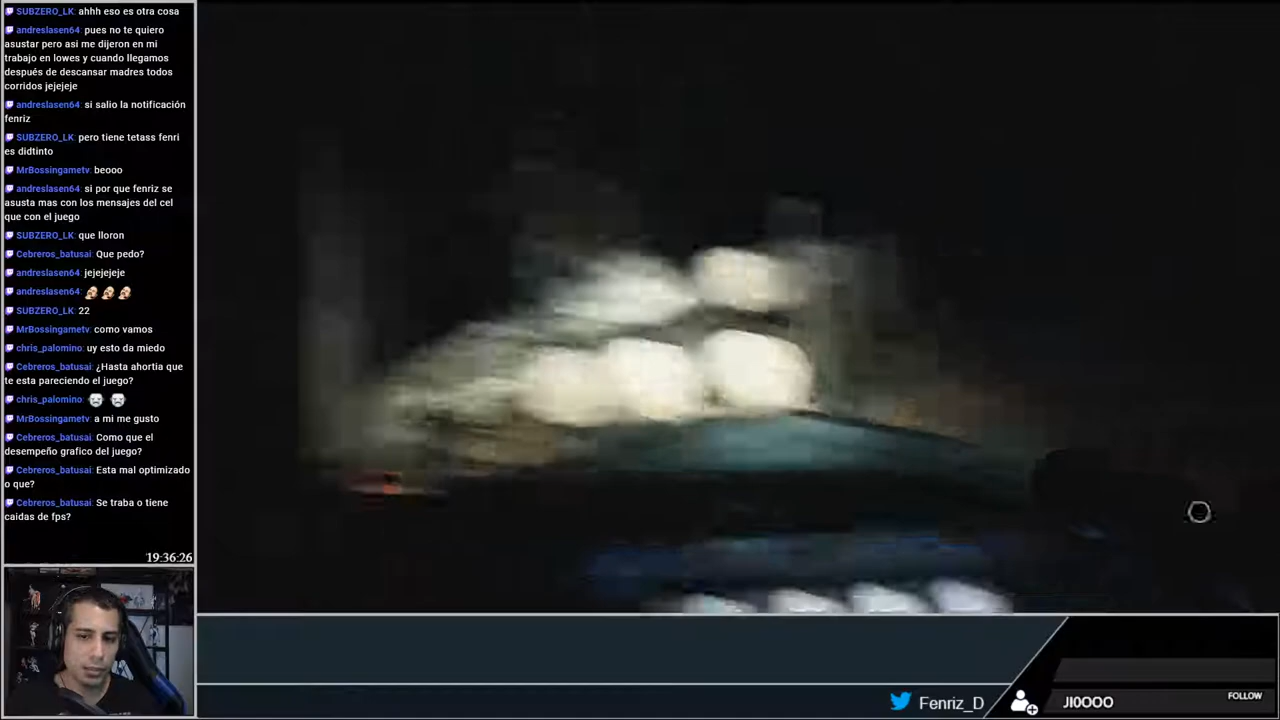 SUBZERO_LK: ahhh eso es otra cosa
andreslasen64: pues no te quiero
asustar pero asi me dijeron en mi
trabajo en lowes y cuando llegamos
después de descansar madres todos
corridos jejejeje
andreslasen64: si salio la notificación
fenriz
SUBZERO_LK: pero tiene tetass fenri
es didtinto
MrBossingametv: beooo
andreslasen64: si por que fenriz se
asusta mas con los mensajes del cel
que con el juego
SUBZERO_LK: que lloron
Cebreros_batusai: Que pedo?
andreslasen64: jejejejeje
andreslasen64:
SUBZERO_LK: 22
MrBossingametv: como vamos
chris_palomino: uy esto da miedo
Cebreros_batusai: ¿Hasta ahortia que
te esta pareciendo el juego?
chris_palomino:
MrBossingametv: a mi me gusto
Cebreros_batusai: Como que el
desempeño grafico del juego?
Cebreros_batusai: Esta mal optimizado
o que?
Cebreros_batusai: Se traba o tiene
caidas de fps?
19:36:26
Fenriz_D
JI0OOO
FOLLOW